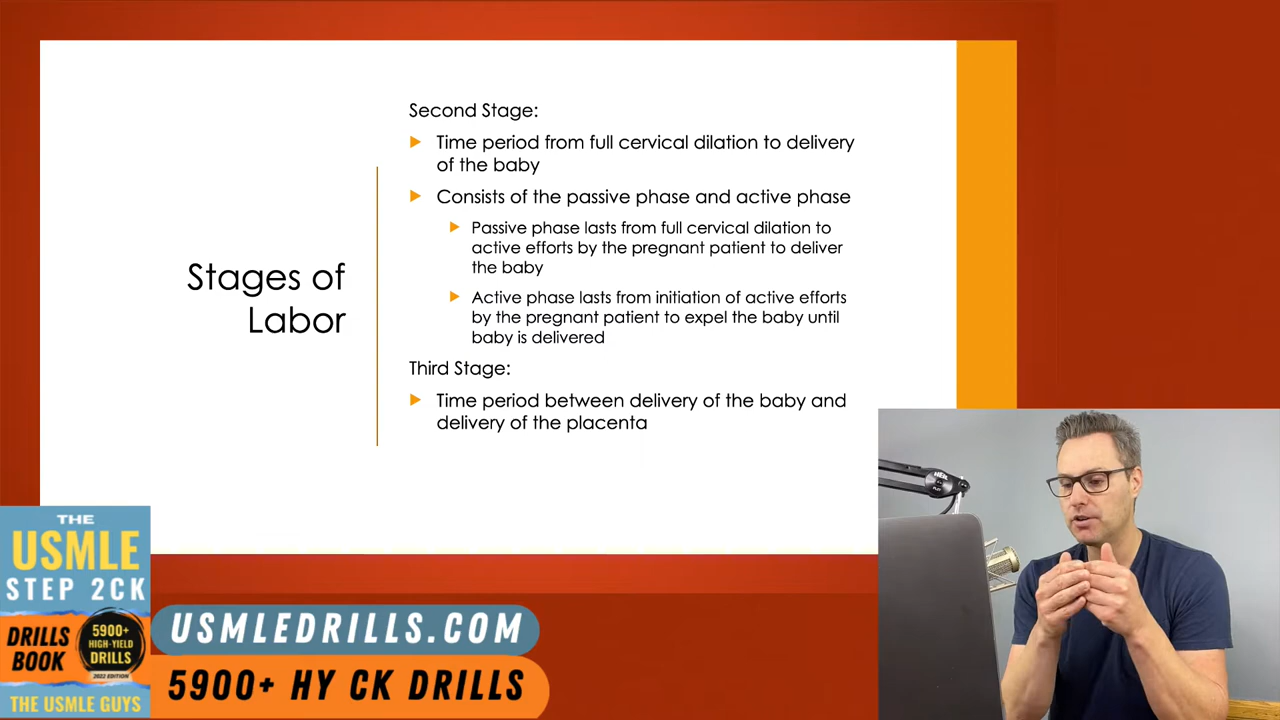 Stages of
Labor
Second Stage:
Time period from full cervical dilation to delivery
of the baby
Consists of the passive phase and active phase
Passive phase lasts from full cervical dilation to
active efforts by the pregnant patient to deliver
the baby
Active phase lasts from initiation of active efforts
by the pregnant patient to expel the baby until
baby is delivered
Third Stage:
Time period between delivery of the baby and
delivery of the placenta
THE
USMLE
STEP 2CK
DRILLS
BOOK
5900+
HIGH-YIELD
DRILLS
2022 EDITION
THE USMLE GUYS
USMLEDRILLS.COM
5900+ HY CK DRILLS